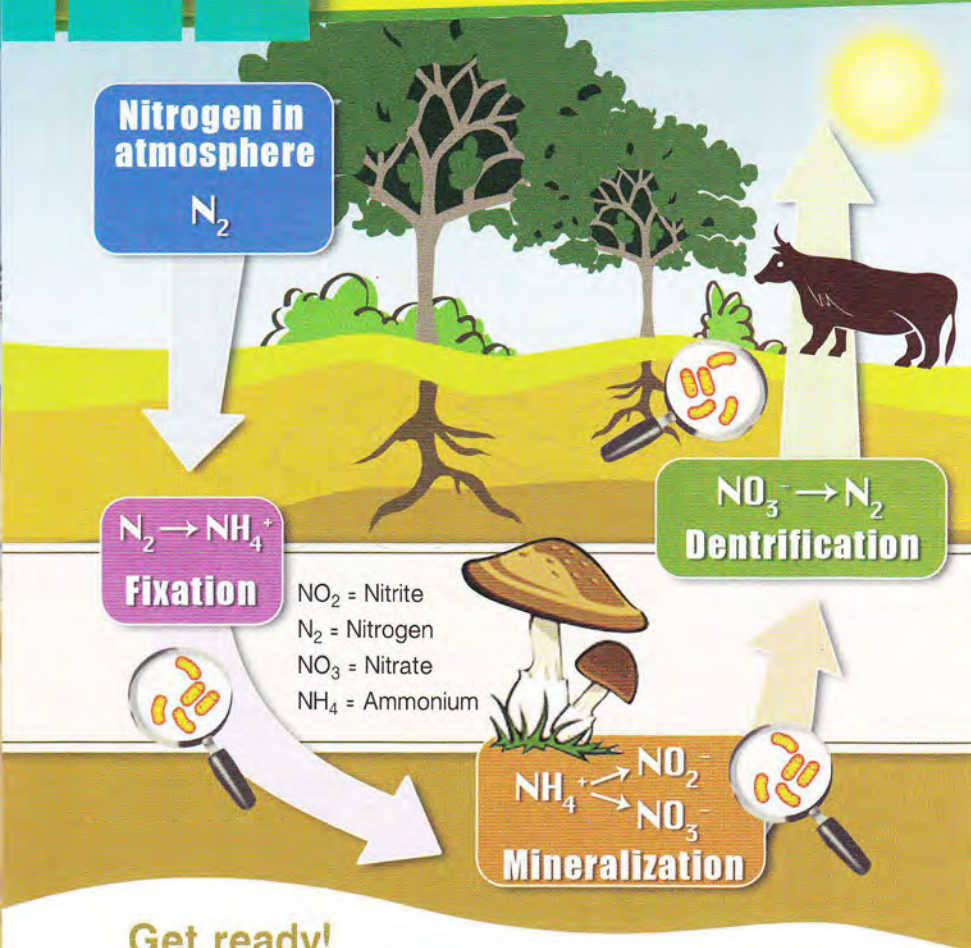 Nitrogen in
atmosphere
N₂
N₂ → NH₄⁺
Fixation
NO₂ = Nitrite
N₂ = Nitrogen
NO₃ = Nitrate
NH₄ = Ammonium
NH₄⁺ → NO₂⁻
→ NO₃⁻
Mineralization
NO₃⁻ → N₂
Dentrification
Get ready!